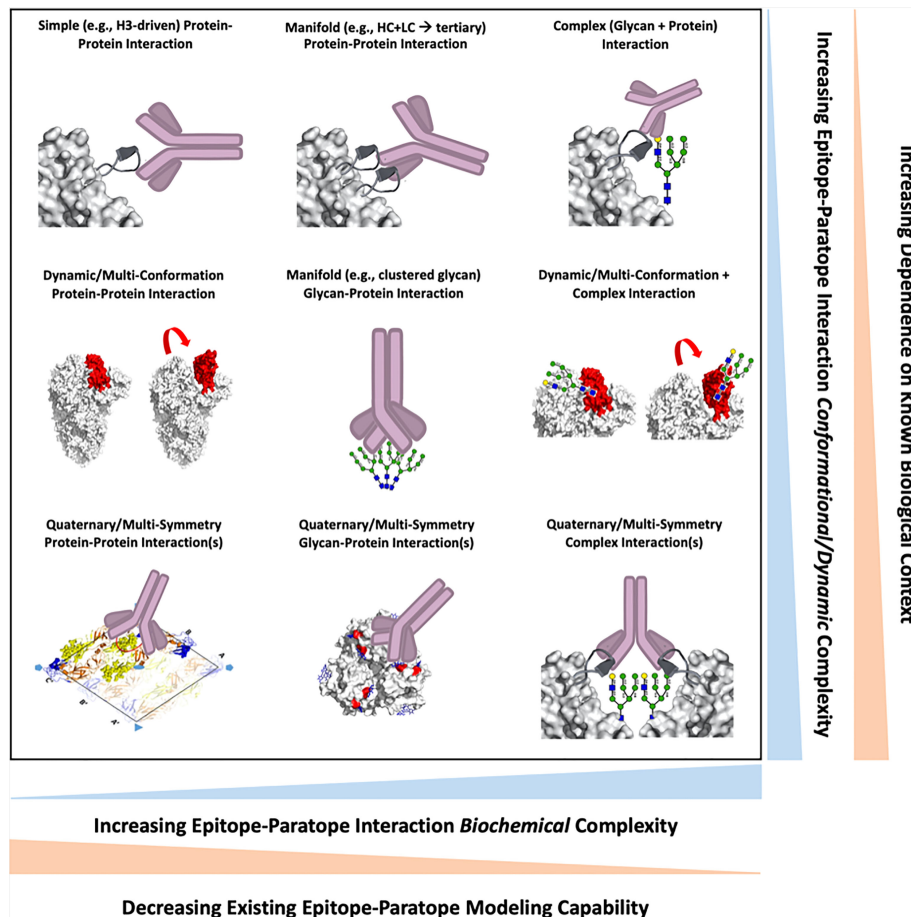 Simple (e.g., H3-driven) Protein-
Protein Interaction
Manifold (e.g., HC+LC → tertiary)
Protein-Protein Interaction
Complex (Glycan + Protein)
Interaction
Dynamic/Multi-Conformation
Protein-Protein Interaction
Manifold (e.g., clustered glycan)
Glycan-Protein Interaction
Dynamic/Multi-Conformation +
Complex Interaction
Quaternary/Multi-Symmetry
Protein-Protein Interaction(s)
Quaternary/Multi-Symmetry
Glycan-Protein Interaction(s)
Quaternary/Multi-Symmetry
Complex Interaction(s)
Increasing Epitope-Paratope Interaction Conformational/Dynamic Complexity
Increasing Dependence on Known Biological Context
Increasing Epitope-Paratope Interaction Biochemical Complexity
Decreasing Existing Epitope-Paratope Modeling Capability